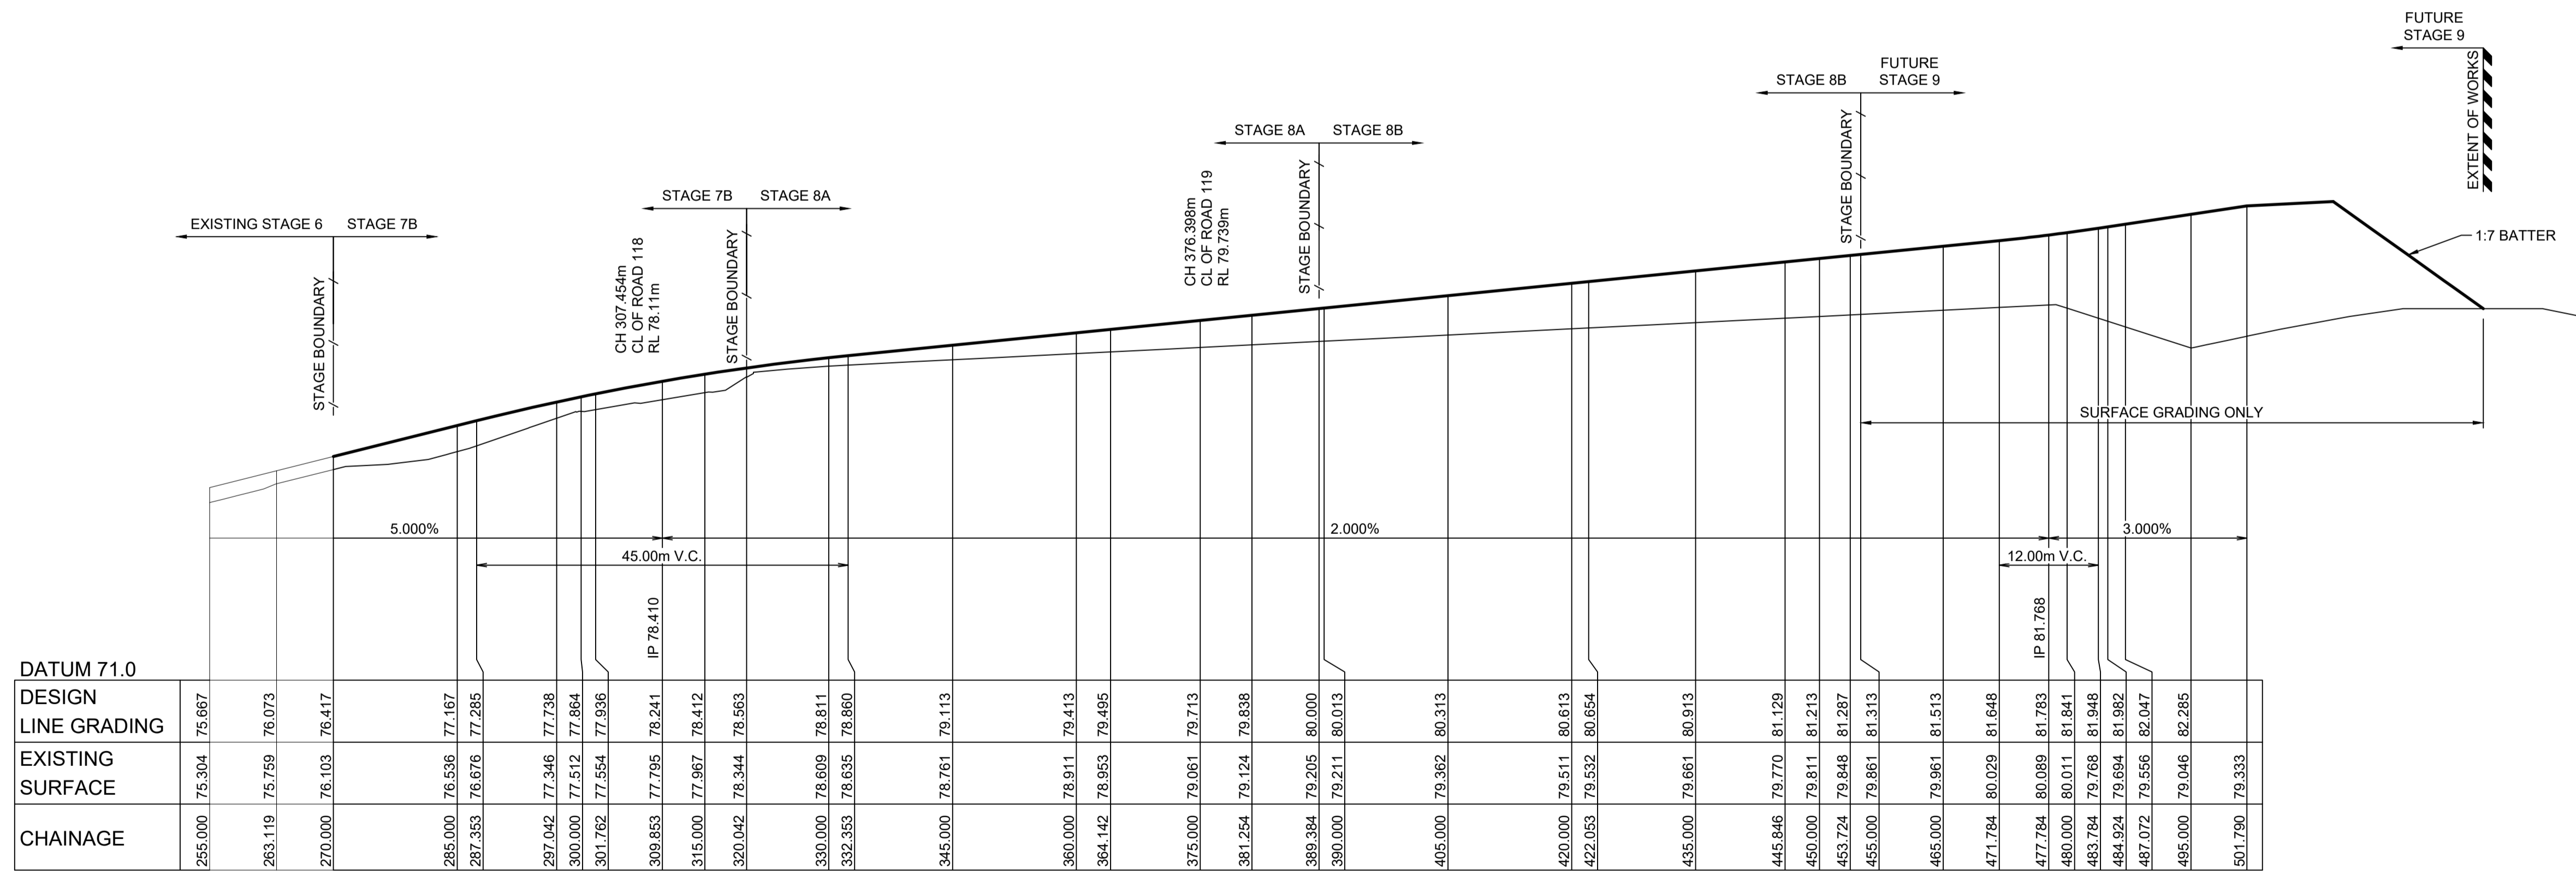 FUTURE
STAGE 9
EXTENT OF WORKS
STAGE 8B
FUTURE
STAGE 9
STAGE BOUNDARY
STAGE 8A STAGE 8B
STAGE BOUNDARY
CH 376.398m
CL OF ROAD 119
RL 79.739m
STAGE 7B STAGE 8A
STAGE BOUNDARY
CH 307.454m
CL OF ROAD 118
RL 78.11m
EXISTING STAGE 6 STAGE 7B
STAGE BOUNDARY
1:7 BATTER
SURFACE GRADING ONLY
5.000% 2.000% 3.000%
45.00m V.C. 12.00m V.C.
IP 78.410 IP 81.768
DATUM 71.0
DESIGN
LINE GRADING
75.667 76.073 76.417 77.167 77.285 77.738 77.864 77.936 78.241 78.412 78.563 78.811 78.860 79.113 79.413 79.495 79.713 79.838 80.000 80.013 80.313 80.613 80.654 80.913 81.129 81.213 81.287 81.313 81.513 81.648 81.783 81.841 81.948 81.982 82.047 82.285
EXISTING
SURFACE
75.304 75.759 76.103 76.536 76.676 77.346 77.512 77.554 77.795 77.967 78.344 78.609 78.635 78.761 78.911 78.953 79.061 79.124 79.205 79.211 79.362 79.511 79.532 79.661 79.770 79.811 79.848 79.861 79.961 80.029 80.089 80.011 79.768 79.694 79.556 79.046 79.333
CHAINAGE
255.000 263.119 270.000 285.000 287.353 297.042 300.000 301.762 309.853 315.000 320.042 330.000 332.353 345.000 360.000 364.142 375.000 381.254 389.384 390.000 405.000 420.000 422.053 435.000 445.846 450.000 453.724 455.000 465.000 471.784 477.784 480.000 483.784 484.924 487.072 495.000 501.790